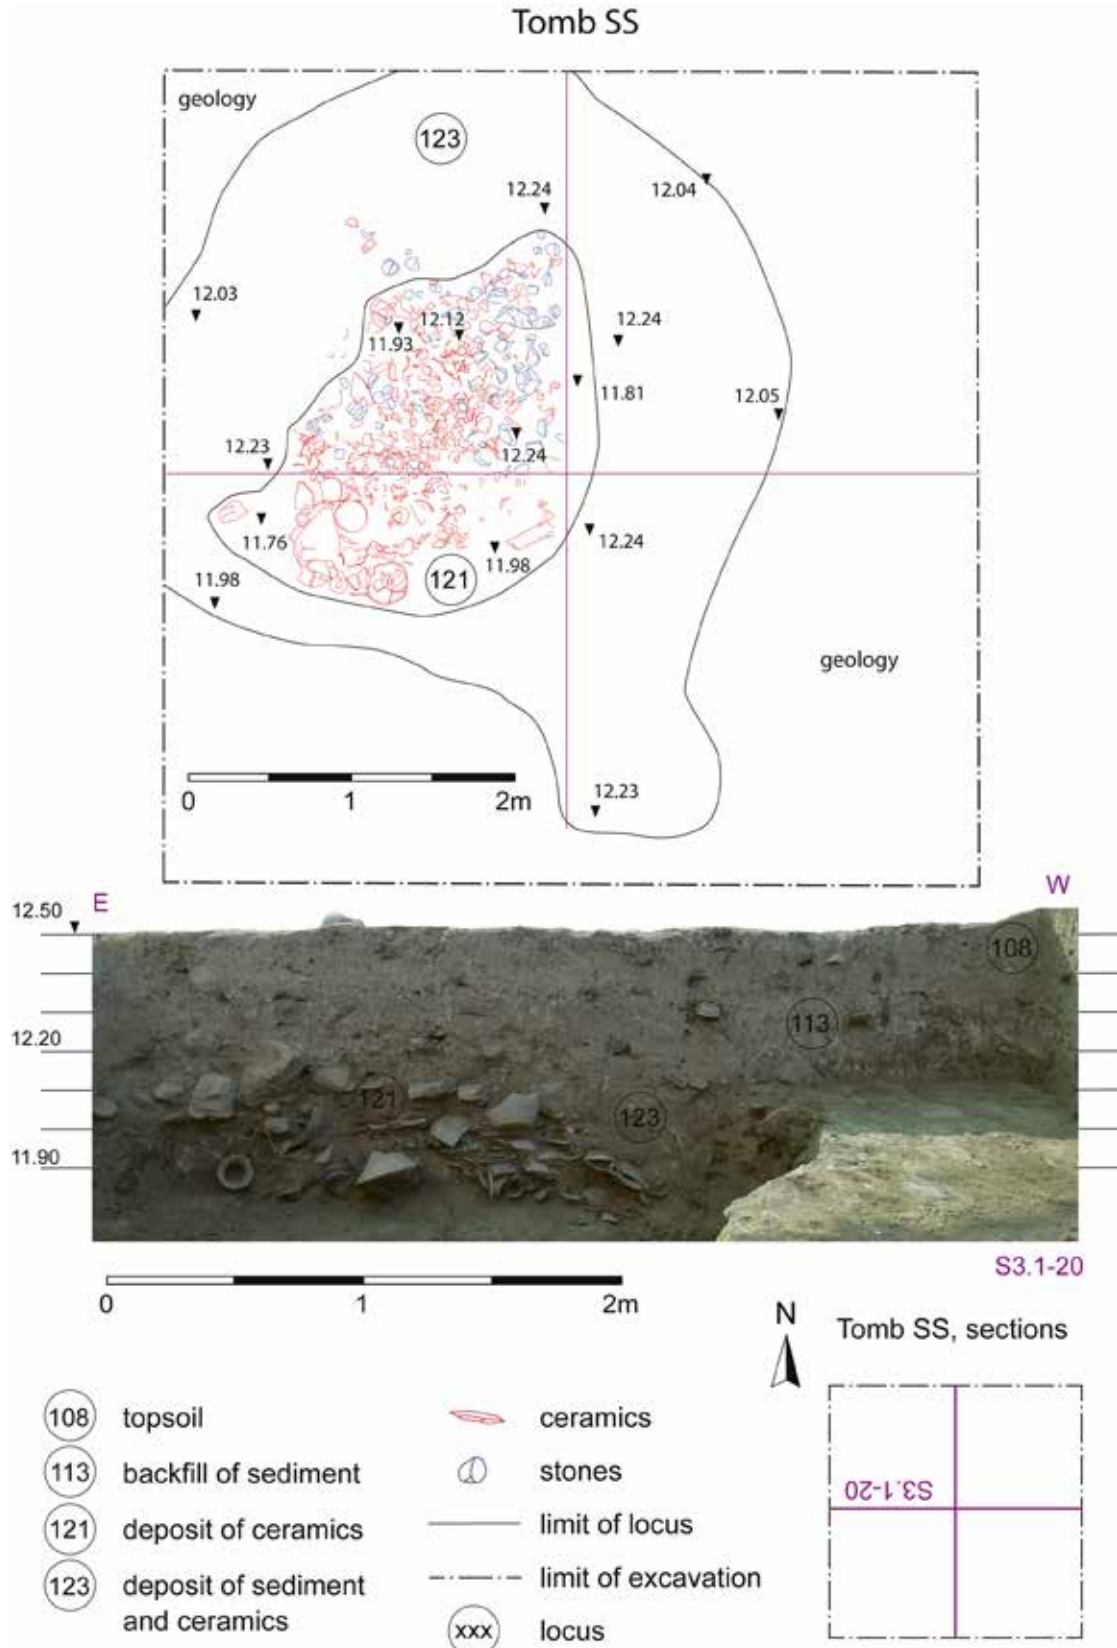 Tomb SS
geology
123
12.24
12.04
12.03
12.12
11.93
12.24
11.81
12.05
12.23
12.24
11.76
11.98
12.24
121
11.98
geology
12.23
0 1 2m
12.50
E
W
108
113
12.20
121
123
11.90
S3.1-20
0 1 2m
N
Tomb SS, sections
S3.1-20
108 topsoil
113 backfill of sediment
121 deposit of ceramics
123 deposit of sediment
and ceramics
ceramics
stones
limit of locus
limit of excavation
xxx locus